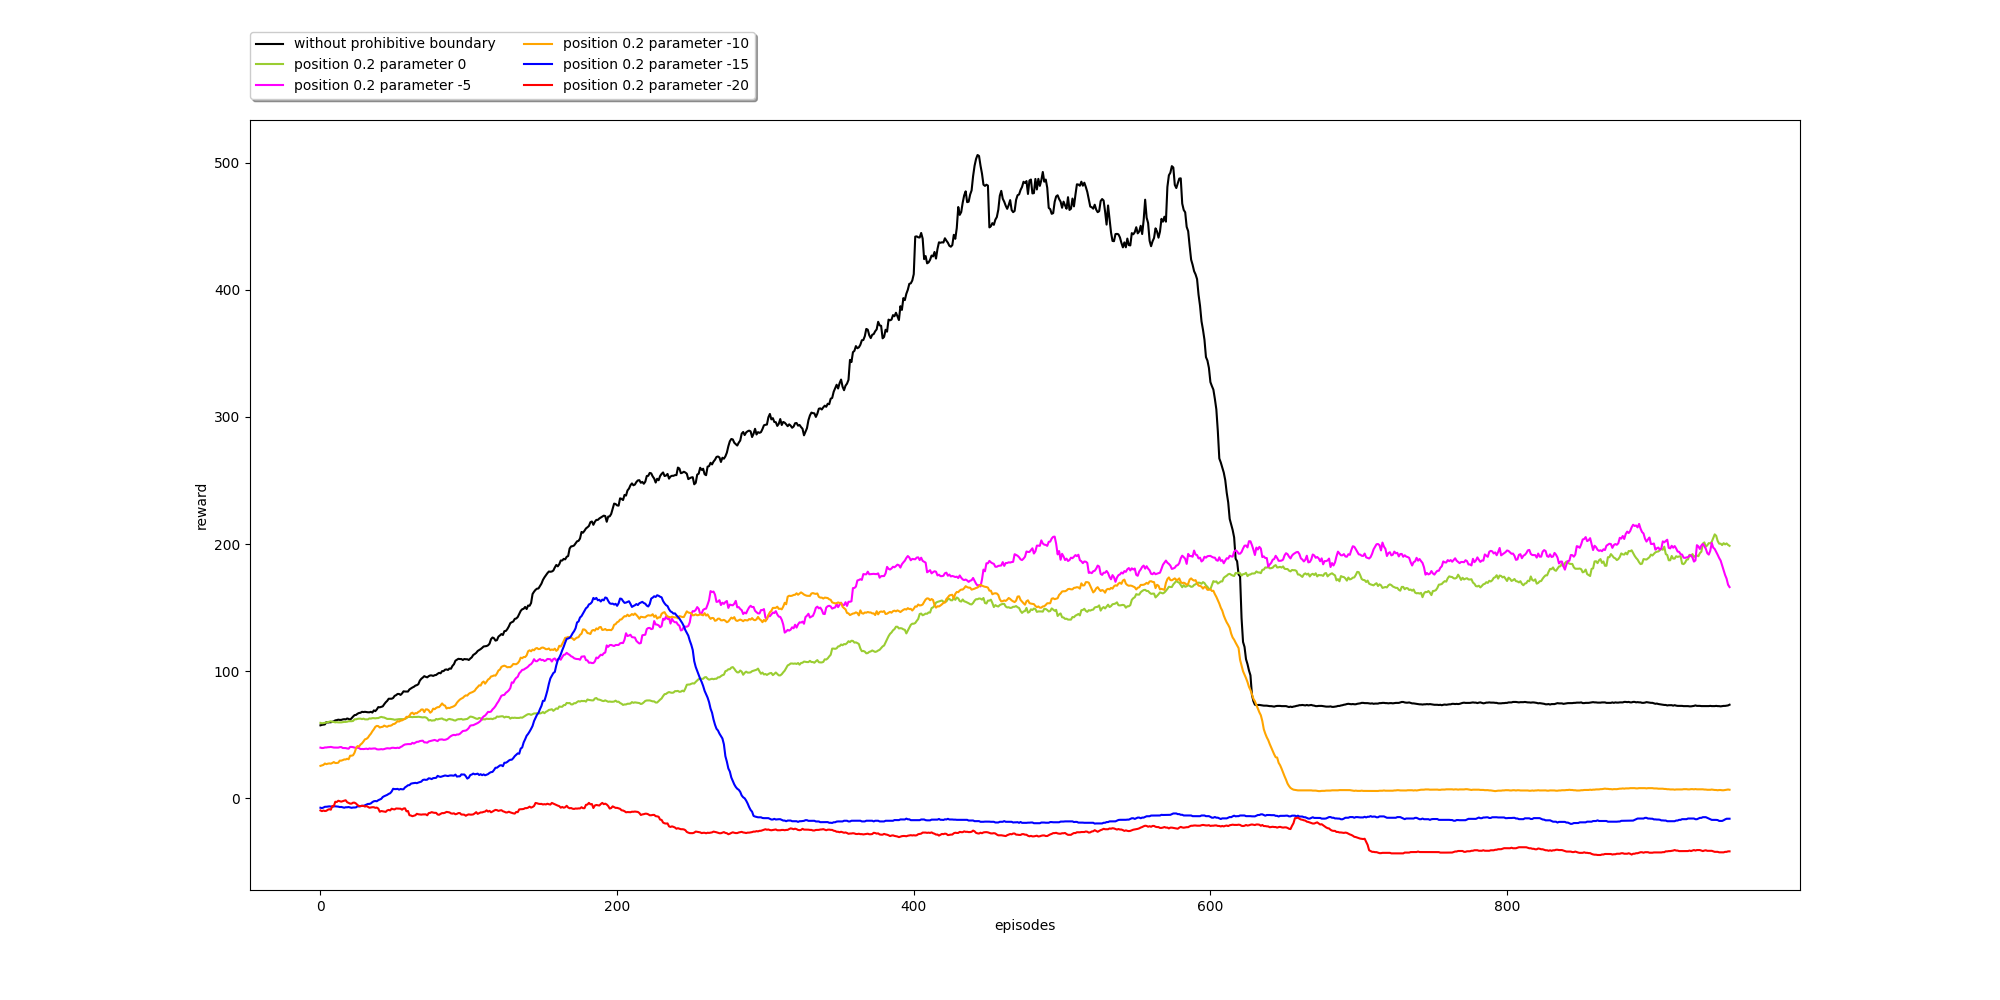 without prohibitive boundary
position 0.2 parameter 0
position 0.2 parameter -5
position 0.2 parameter -10
position 0.2 parameter -15
position 0.2 parameter -20
500
400
300
200
100
0
reward
0 200 400 600 800
episodes